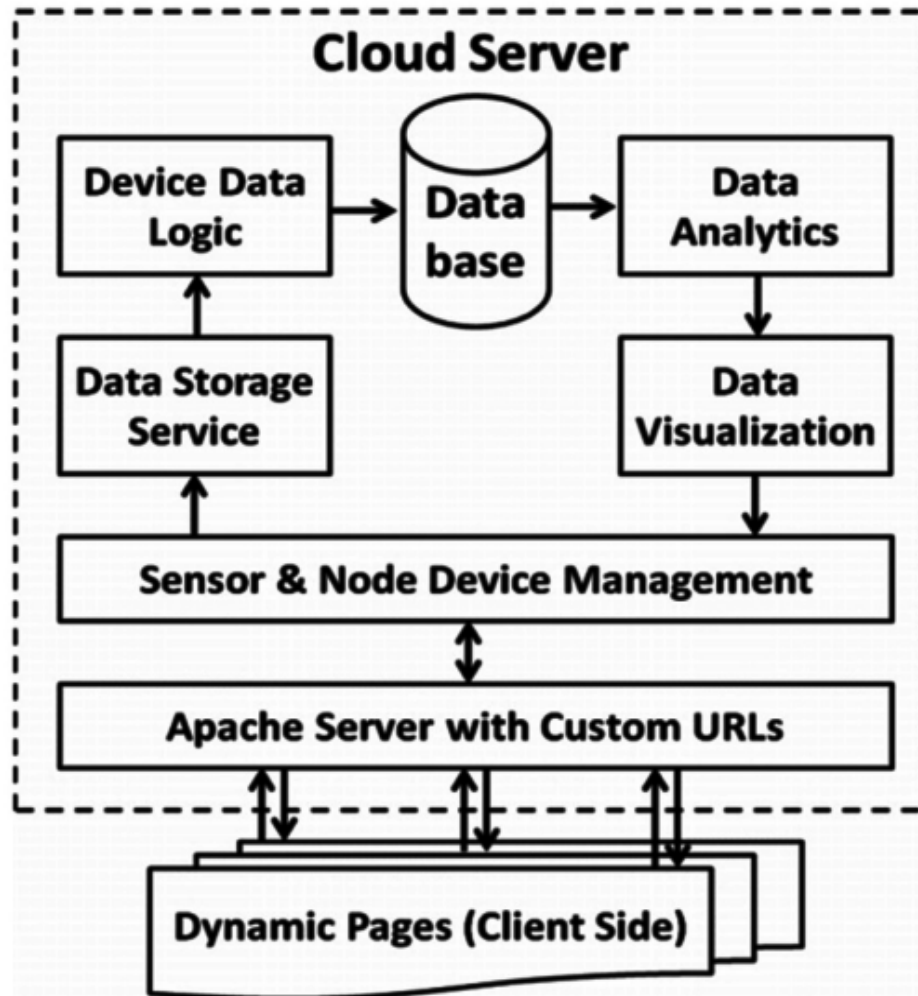 Cloud Server
Device Data
Logic
Data
base
Data
Analytics
Data Storage
Service
Data
Visualization
Sensor & Node Device Management
Apache Server with Custom URLs
Dynamic Pages (Client Side)